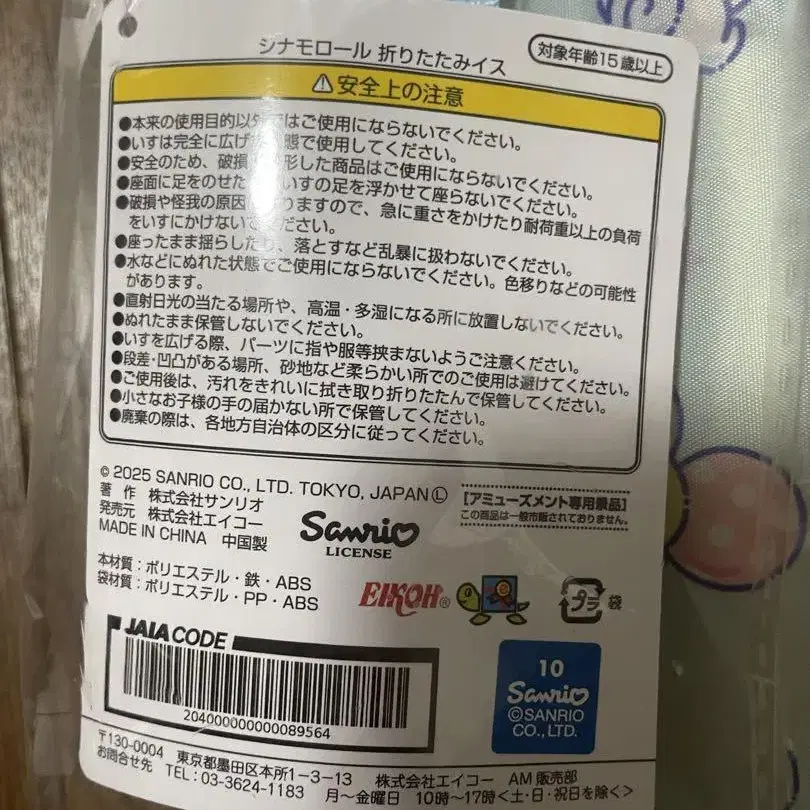 シナモロール 折りたたみイス
対象年齢15歳以上
⚠安全上の注意
●本来の使用目的以外ではご使用にならないでください。
●いすは完全に広げ 態で使用してください。
●安全のため、破損 形した商品はご使用にならないでください。
●座面に足をのせた いすの足を浮かせて座らないでください。
●破損や怪我の原因 りますので、急に重さをかけたり耐荷重以上の負荷
をいすにかけないで ださい。
●座ったまま揺らしたり、落とすなど乱暴に扱わないでください。
●水などにぬれた状態でご使用にならないでください。色移りなどの可能性
があります。
●直射日光の当たる場所や、高温・多湿になる所に放置しないでください。
●ぬれたまま保管しないでください。
●いすを広げる際、パーツに指や服等挟まないようご注意ください。
●段差・凹凸がある場所、砂地など柔らかい所でのご使用は避けてください。
●ご使用後は、汚れをきれいに拭き取り折りたたんで保管してください。
●小さなお子様の手の届かない所で保管してください。
●廃棄の際は、各地方自治体の区分に従ってください。
© 2025 SANRIO CO., LTD. TOKYO, JAPAN Ⓛ
著 作 株式会社サンリオ
発売元 株式会社エイコー
MADE IN CHINA 中国製
Sanrio
LICENSE
[アミューズメント専用景品]
この商品は一般市販されておりません。
本材質：ポリエステル・鉄・ABS
袋材質：ポリエステル・PP・ABS
EIKOH®
プラ 袋
JAIA CODE
204000000000089564
10
Sanrio
©SANRIO
CO., LTD.
〒130-0004 東京都墨田区本所1-3-13 株式会社エイコー AM販売部
お問合せ先 TEL：03-3624-1183 月～金曜日 10時～17時＜土・日・祝日を除く＞